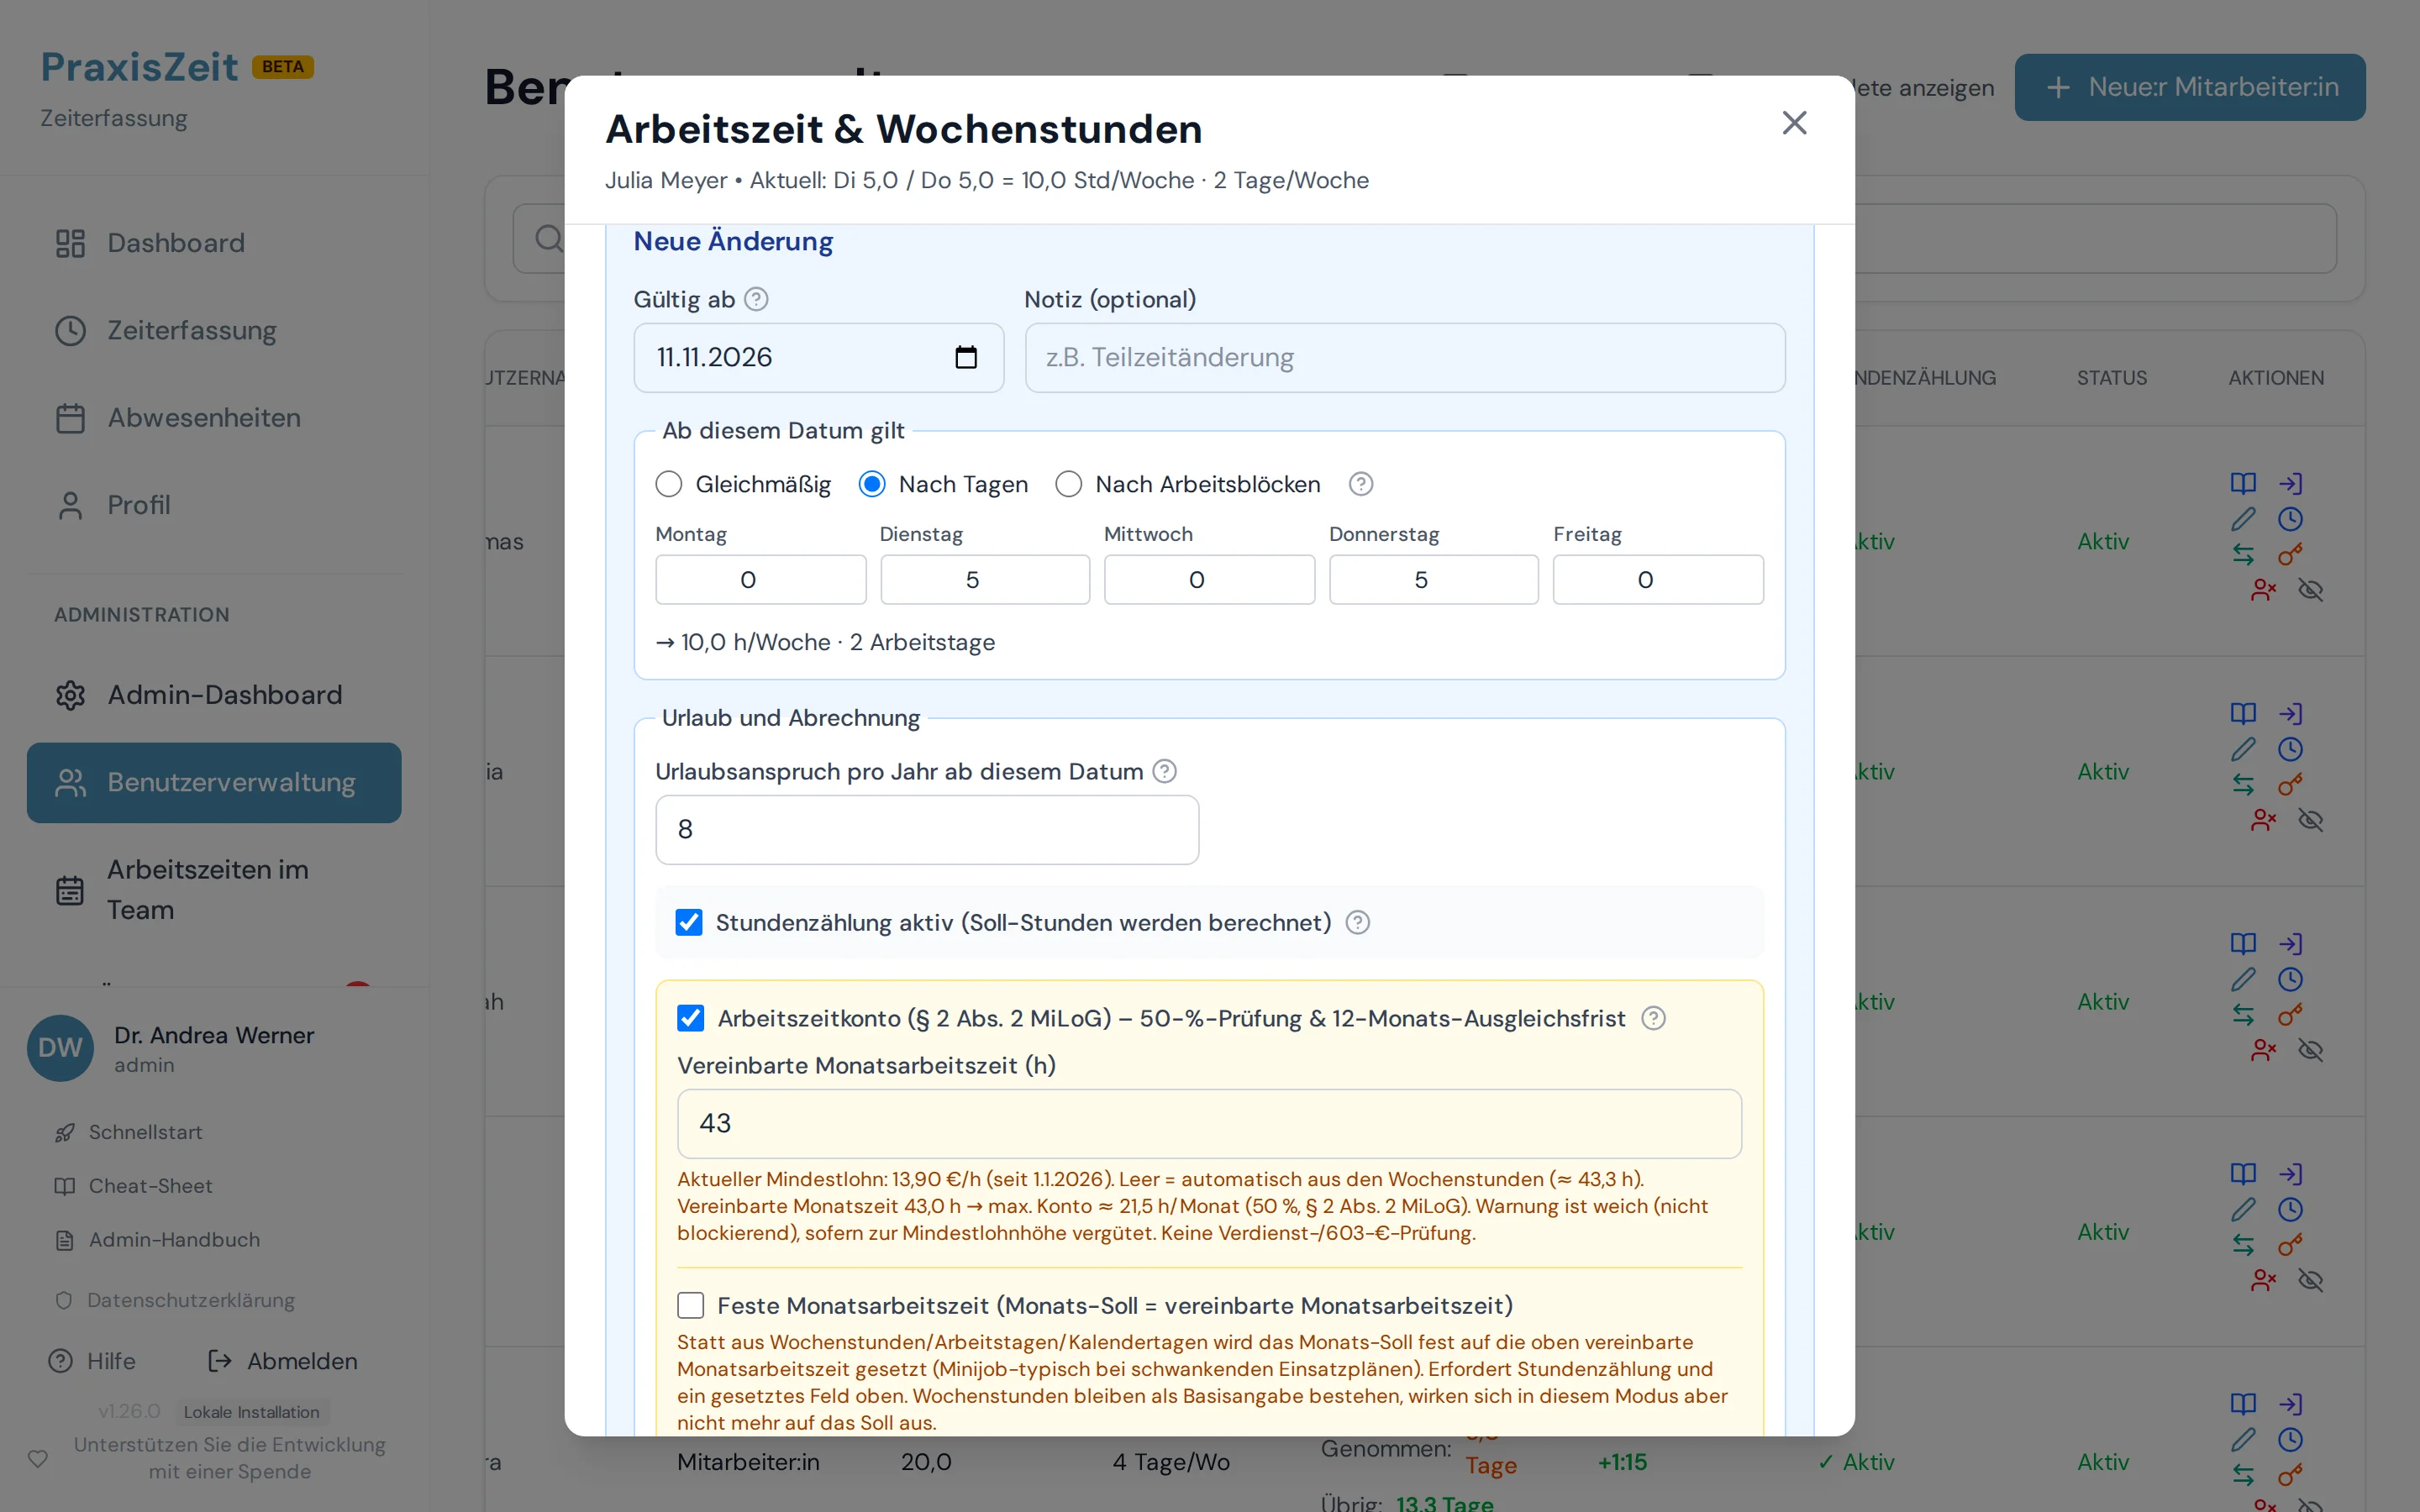 PraxisZeit BETA
Zeiterfassung
Dashboard
Zeiterfassung
Abwesenheiten
Profil
ADMINISTRATION
Admin-Dashboard
Benutzerverwaltung
Arbeitszeiten im
Team
DW
Dr. Andrea Werner
admin
Schnellstart
Cheat-Sheet
Admin-Handbuch
Datenschutzerklärung
Hilfe
Abmelden
v1.26.0 Lokale Installation
Unterstützen Sie die Entwicklung
mit einer Spende
anzeigen
+ Neue:r Mitarbeiter:in
STATUS
AKTIONEN
Arbeitszeit & Wochenstunden
Julia Meyer • Aktuell: Di 5,0 / Do 5,0 = 10,0 Std/Woche · 2 Tage/Woche
Neue Änderung
Gültig ab ?
Notiz (optional)
11.11.2026
z.B. Teilzeitänderung
Ab diesem Datum gilt
Gleichmäßig
Nach Tagen
Nach Arbeitsblöcken ?
Montag Dienstag Mittwoch Donnerstag Freitag
0 5 0 5 0
→ 10,0 h/Woche · 2 Arbeitstage
Urlaub und Abrechnung
Urlaubsanspruch pro Jahr ab diesem Datum ?
8
Stundenzählung aktiv (Soll-Stunden werden berechnet) ?
Arbeitszeitkonto (§ 2 Abs. 2 MiLoG) – 50-%-Prüfung & 12-Monats-Ausgleichsfrist ?
Vereinbarte Monatsarbeitszeit (h)
43
Aktueller Mindestlohn: 13,90 €/h (seit 1.1.2026). Leer = automatisch aus den Wochenstunden (≈ 43,3 h).
Vereinbarte Monatszeit 43,0 h → max. Konto ≈ 21,5 h/Monat (50 %, § 2 Abs. 2 MiLoG). Warnung ist weich (nicht
blockierend), sofern zur Mindestlohnhöhe vergütet. Keine Verdienst-/603-€-Prüfung.
Feste Monatsarbeitszeit (Monats-Soll = vereinbarte Monatsarbeitszeit)
Statt aus Wochenstunden/Arbeitstagen/Kalendertagen wird das Monats-Soll fest auf die oben vereinbarte
Monatsarbeitszeit gesetzt (Minijob-typisch bei schwankenden Einsatzplänen). Erfordert Stundenzählung und
ein gesetztes Feld oben. Wochenstunden bleiben als Basisangabe bestehen, wirken sich in diesem Modus aber
nicht mehr auf das Soll aus.
Aktiv
Aktiv
Aktiv
Aktiv
Mitarbeiter:in 20,0 4 Tage/Wo
Genommen:
Tage
+1:15
✓ Aktiv
Aktiv
Übrig: 13,3 Tage